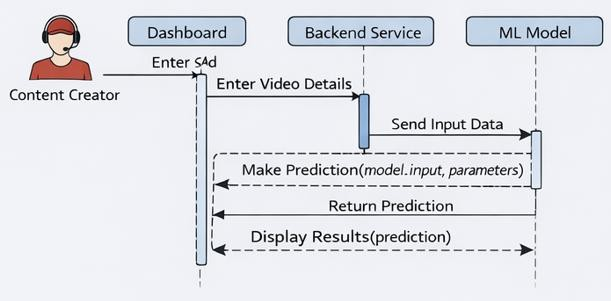 Dashboard
Backend Service
ML Model
Enter
Enter Video Details
Content Creator
Send Input Data
Make Prediction(model.input, parameters)
Return Prediction
Display Results(prediction)